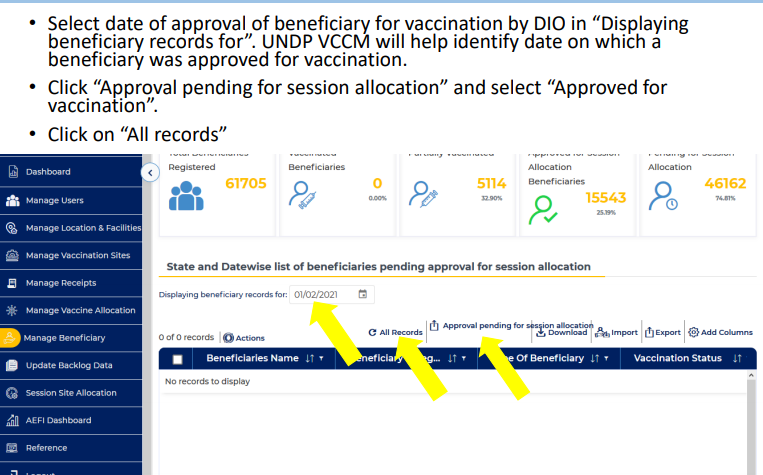 • Select date of approval of beneficiary for vaccination by DIO in “Displaying
beneficiary records for”. UNDP VCCM will help identify date on which a
beneficiary was approved for vaccination.
• Click “Approval pending for session allocation” and select “Approved for
vaccination”.
• Click on “All records”
Dashboard
Manage Users
Manage Location & Facilities
Manage Vaccination Sites
Manage Receipts
Manage Vaccine Allocation
Manage Beneficiary
Update Backlog Data
Session Site Allocation
AEFI Dashboard
Reference
Logout
Total Beneficiaries
Registered
61705
Vaccinated
Beneficiaries
0
0.00%
Partially Vaccinated
5114
32.90%
Approved for Session
Allocation
Beneficiaries
15543
25.19%
Pending for Session
Allocation
46162
74.81%
State and Datewise list of beneficiaries pending approval for session allocation
Displaying beneficiary records for: 01/02/2021
0 of 0 records Actions
All Records Approval pending for session allocation Download Import Export Add Columns
Beneficiaries Name Of Beneficiary Vaccination Status
No records to display